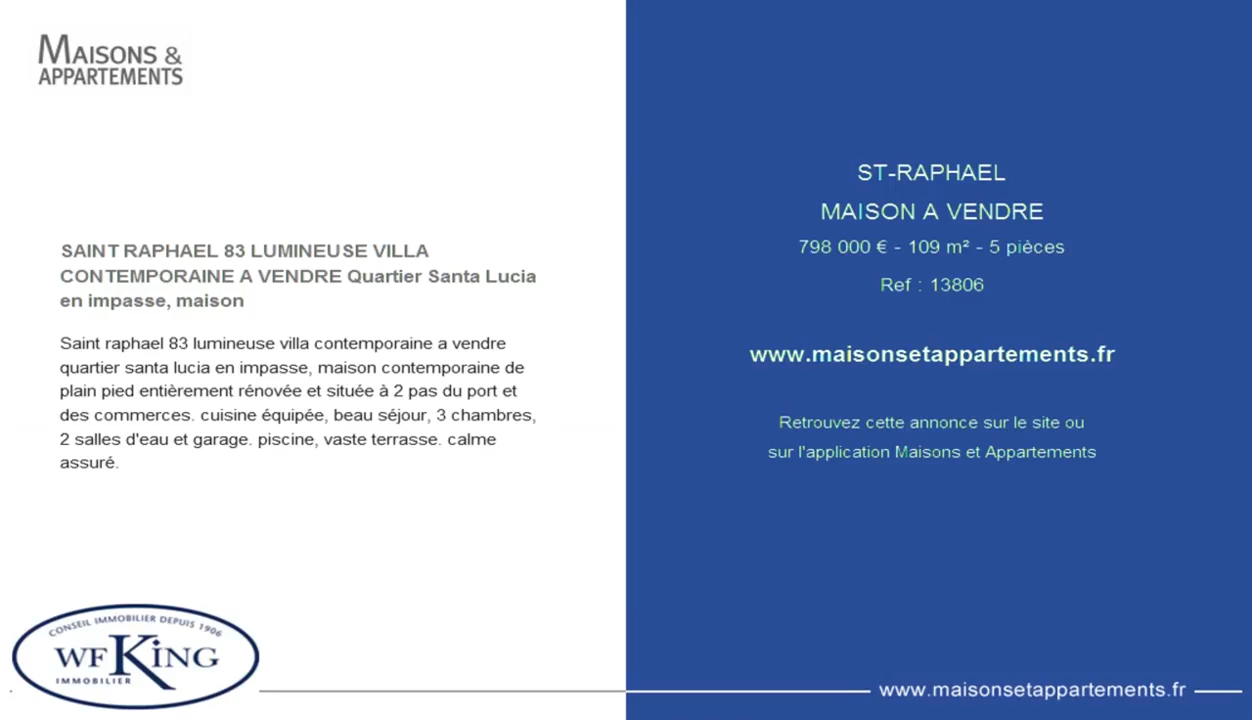 MAISONS &
APPARTEMENTS
SAINT RAPHAEL 83 LUMINEUSE VILLA
CONTEMPORAINE A VENDRE Quartier Santa Lucia
en impasse, maison
Saint raphael 83 lumineuse villa contemporaine a vendre
quartier santa lucia en impasse, maison contemporaine de
plain pied entièrement rénovée et située à 2 pas du port et
des commerces. cuisine équipée, beau séjour, 3 chambres,
2 salles d'eau et garage. piscine, vaste terrasse. calme
assuré.
CONSEIL IMMOBILIER DEPUIS 1906
WF KING
IMMOBILIER
ST-RAPHAEL
MAISON A VENDRE
798 000 € - 109 m² - 5 pièces
Ref : 13806
www.maisonsetappartements.fr
Retrouvez cette annonce sur le site ou
sur l'application Maisons et Appartements
www.maisonsetappartements.fr